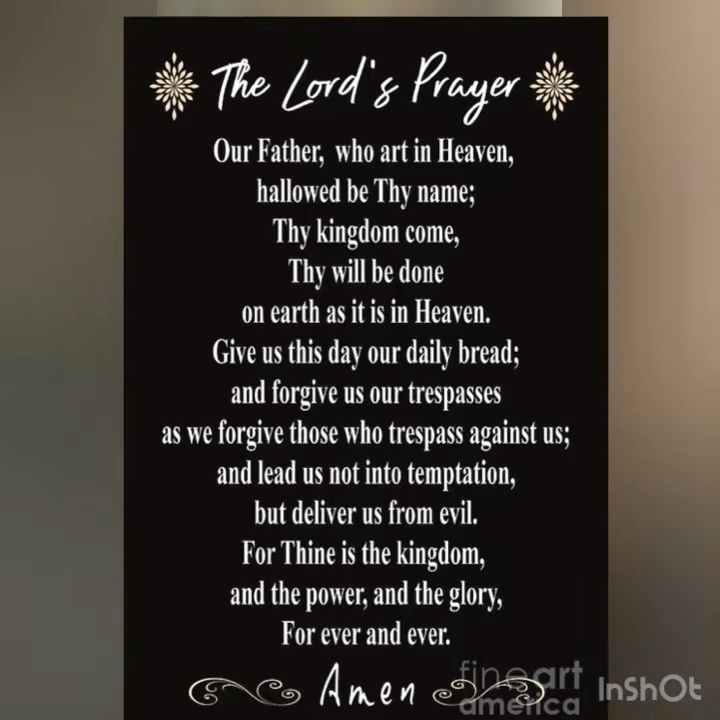 The Lord's Prayer
Our Father, who art in Heaven,
hallowed be Thy name;
Thy kingdom come,
Thy will be done
on earth as it is in Heaven.
Give us this day our daily bread;
and forgive us our trespasses
as we forgive those who trespass against us;
and lead us not into temptation,
but deliver us from evil.
For Thine is the kingdom,
and the power, and the glory,
For ever and ever.
Amen
fineart
america
InShOt